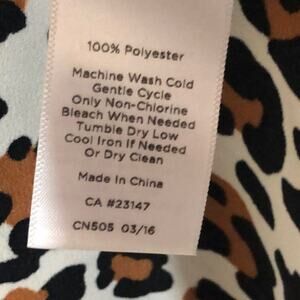 100% Polyester
Machine Wash Cold
Gentle Cycle
Only Non-Chlorine
Bleach When Needed
Tumble Dry Low
Cool Iron If Needed
Or Dry Clean
Made In China
CA #23147
CN505 03/16